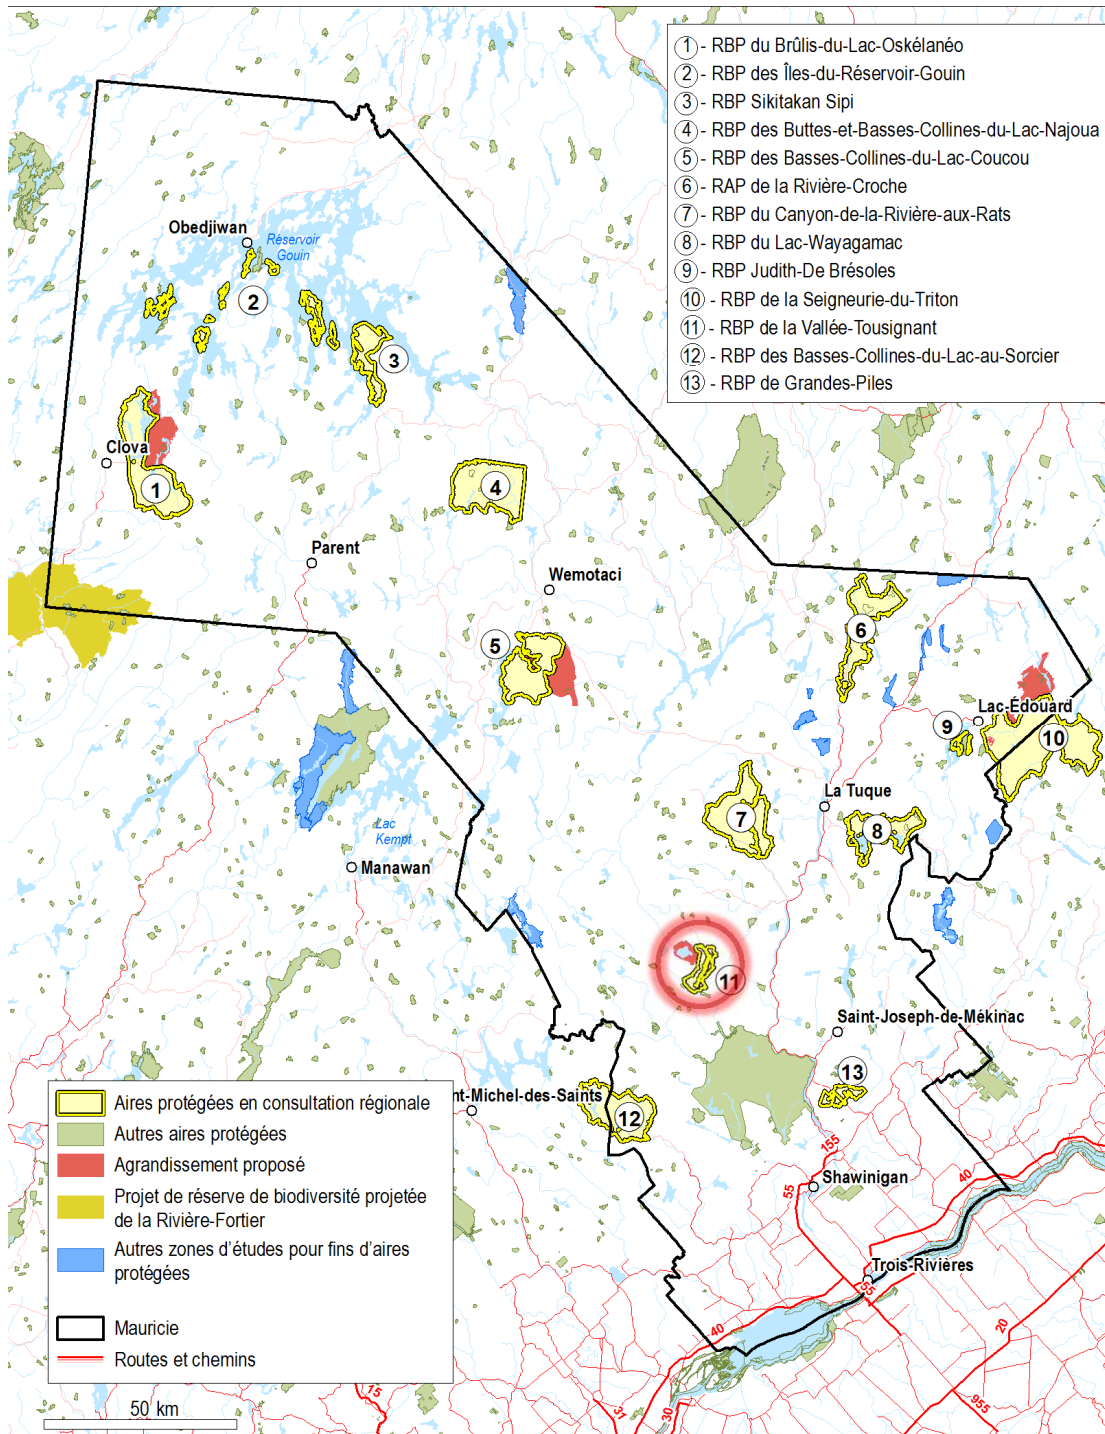 1 - RBP du Brûlis-du-Lac-Oskélanéo
2 - RBP des Îles-du-Réservoir-Gouin
3 - RBP Sikitakan Sipi
4 - RBP des Buttes-et-Basses-Collines-du-Lac-Najoua
5 - RBP des Basses-Collines-du-Lac-Coucou
6 - RAP de la Rivière-Croche
7 - RBP du Canyon-de-la-Rivière-aux-Rats
8 - RBP du Lac-Wayagamac
9 - RBP Judith-De Brésoles
10 - RBP de la Seigneurie-du-Triton
11 - RBP de la Vallée-Tousignant
12 - RBP des Basses-Collines-du-Lac-au-Sorcier
13 - RBP de Grandes-Piles
Obedjiwan
Réservoir
Gouin
2
3
Clova
1
4
Parent
Wemotaci
5
6
Lac-Édouard
9
10
La Tuque
7
8
Lac
Kempt
Manawan
11
Saint-Joseph-de-Mékinac
13
nt-Michel-des-Saints
12
155
55
Shawinigan
40
Trois-Rivières
55
40
20
955
31
30
15
Aires protégées en consultation régionale
Autres aires protégées
Agrandissement proposé
Projet de réserve de biodiversité projetée
de la Rivière-Fortier
Autres zones d'études pour fins d'aires
protégées
Mauricie
Routes et chemins
50 km